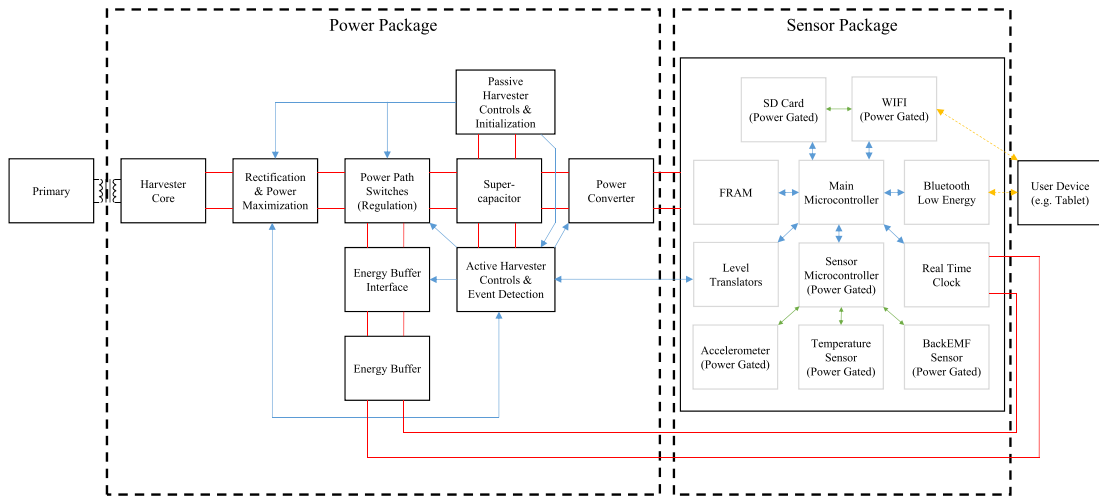 Power Package
Sensor Package
Passive
Harvester
Controls &
Initialization
SD Card
(Power Gated)
WIFI
(Power Gated)
Primary
Harvester
Core
Rectification
& Power
Maximization
Power Path
Switches
(Regulation)
Super-
capacitor
Power
Converter
FRAM
Main
Microcontroller
Bluetooth
Low Energy
User Device
(e.g. Tablet)
Energy Buffer
Interface
Active Harvester
Controls &
Event Detection
Level
Translators
Sensor
Microcontroller
(Power Gated)
Real Time
Clock
Energy Buffer
Accelerometer
(Power Gated)
Temperature
Sensor
(Power Gated)
BackEMF
Sensor
(Power Gated)